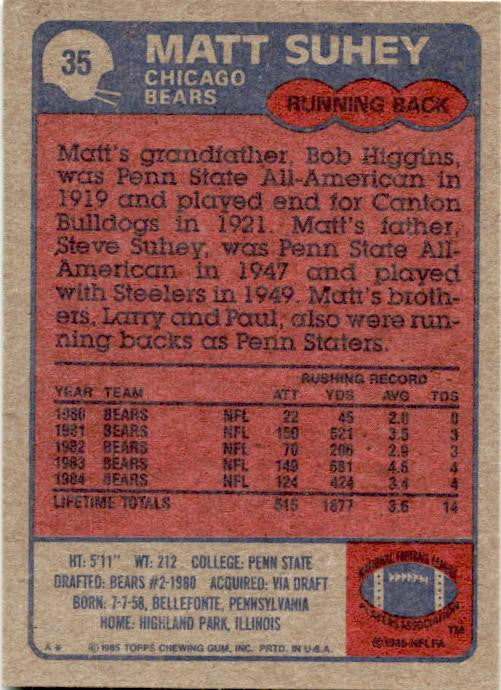 35
MATT SUHEY
CHICAGO
BEARS
RUNNING BACK
Matt's grandfather, Bob Higgins,
was Penn State All-American in
1919 and played end for Canton
Bulldogs in 1921. Matt's father,
Steve Suhey, was Penn State All-
American in 1947 and played
with Steelers in 1949. Matt's broth-
ers, Larry and Paul, also were run-
ning backs as Penn Staters.
RUSHING RECORD
YEAR TEAM ATT YDS AVG TDS
1980 BEARS NFL 22 45 2.0 0
1981 BEARS NFL 150 521 3.5 3
1982 BEARS NFL 70 206 2.9 3
1983 BEARS NFL 149 681 4.6 4
1984 BEARS NFL 124 424 3.4 4
LIFETIME TOTALS 515 1877 3.6 14
HT: 5'11" WT: 212 COLLEGE: PENN STATE
DRAFTED: BEARS #2-1980 ACQUIRED: VIA DRAFT
BORN: 7-7-58, BELLEFONTE, PENNSYLVANIA
HOME: HIGHLAND PARK, ILLINOIS
A* © 1985 TOPPS CHEWING GUM, INC. PRTD. IN U.S.A.
NATIONAL FOOTBALL LEAGUE
PLAYERS ASSOCIATION
TM
© 1985 NFLPA